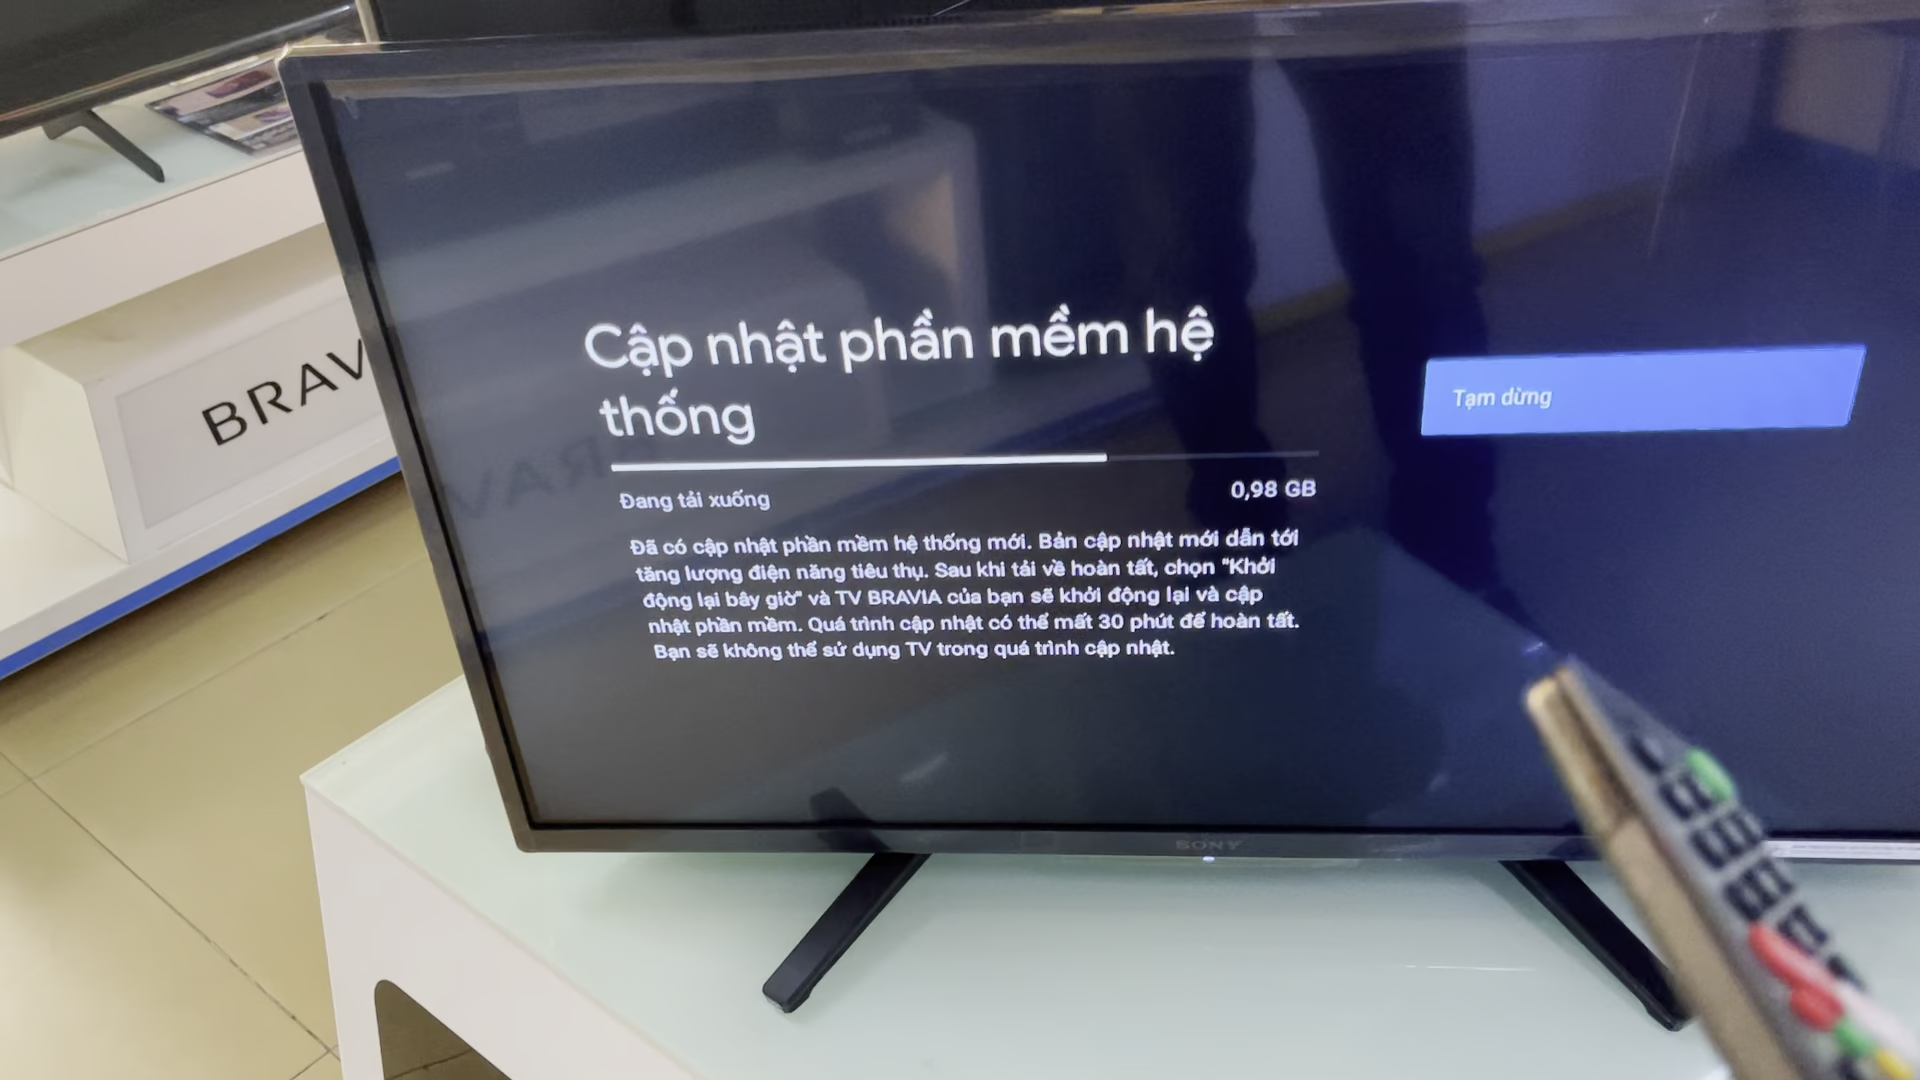 BRAV
Cập nhật phần mềm hệ
thống
Tạm dừng
Đang tải xuống
0,98 GB
Đã có cập nhật phần mềm hệ thống mới. Bản cập nhật mới dẫn tới
tăng lượng điện năng tiêu thụ. Sau khi tải về hoàn tất, chọn "Khởi
động lại bây giờ" và TV BRAVIA của bạn sẽ khởi động lại và cập
nhật phần mềm. Quá trình cập nhật có thể mất 30 phút để hoàn tất.
Bạn sẽ không thể sử dụng TV trong quá trình cập nhật.
SONY